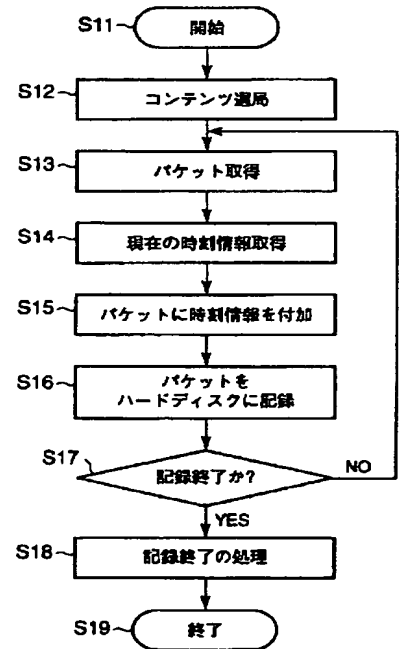 S11 開始
S12 コンテンツ選局
S13 パケット取得
S14 現在の時刻情報取得
S15 パケットに時刻情報を付加
S16 パケットを
ハードディスクに記録
S17 記録終了か?
NO
YES
S18 記録終了の処理
S19 終了